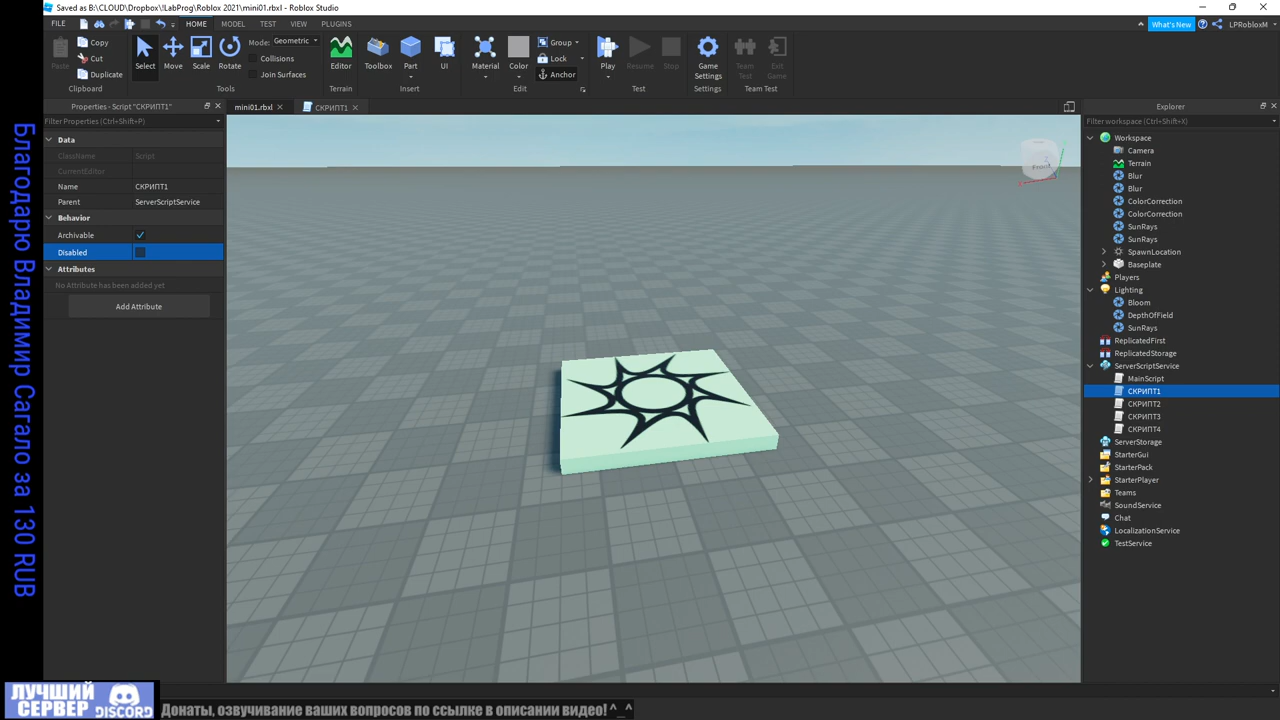 Saved as B:\CLOUD\Dropbox\!LabProg\Roblox 2021\mini01.rbxl - Roblox Studio
FILE HOME MODEL TEST VIEW PLUGINS What's New LPRobloxM
Paste Copy Cut Duplicate Clipboard
Select Move Scale Rotate Mode: Geometric Collisions Join Surfaces Tools
Editor Terrain
Toolbox Part UI Insert
Material Color Group Lock Anchor Edit
Play Resume Stop Test
Game Settings Settings
Team Test Exit Game Team Test
Properties - Script "СКРИПТ1"
Filter Properties (Ctrl+Shift+P)
Data
ClassName Script
CurrentEditor
Name СКРИПТ1
Parent ServerScriptService
Behavior
Archivable
Disabled
Attributes
No Attribute has been added yet
Add Attribute
mini01.rbxl СКРИПТ1
Front
Explorer
Filter workspace (Ctrl+Shift+X)
Workspace
Camera
Terrain
Blur
Blur
ColorCorrection
ColorCorrection
SunRays
SunRays
SpawnLocation
Baseplate
Players
Lighting
Bloom
DepthOfField
SunRays
ReplicatedFirst
ReplicatedStorage
ServerScriptService
MainScript
СКРИПТ1
СКРИПТ2
СКРИПТ3
СКРИПТ4
ServerStorage
StarterGui
StarterPack
StarterPlayer
Teams
SoundService
Chat
LocalizationService
TestService
Благодарю Владимир Сагало за 130 RUB
ЛУЧШИЙ
СЕРВЕР DISCORD
Донаты, озвучивание ваших вопросов по ссылке в описании видео! ^_^